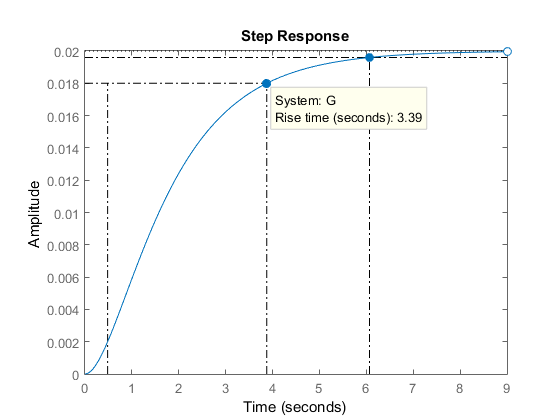 Step Response
0.02
0.018
0.016
0.014
0.012
0.01
0.008
0.006
0.004
0.002
0
Amplitude
System: G
Rise time (seconds): 3.39
0 1 2 3 4 5 6 7 8 9
Time (seconds)